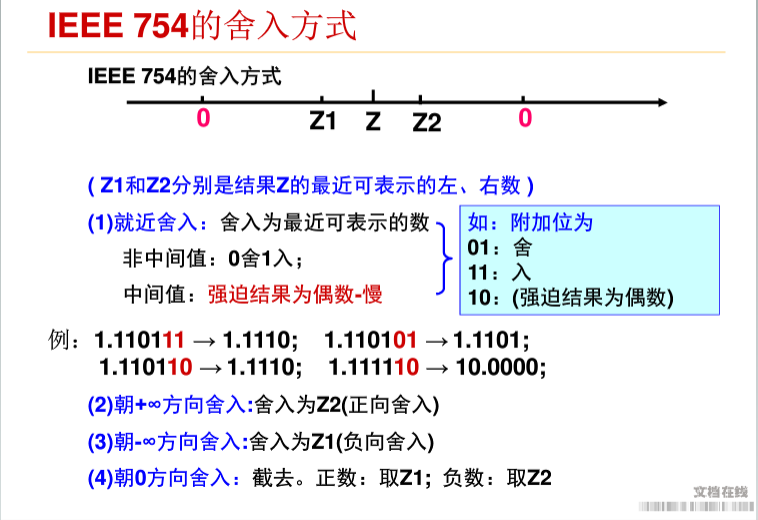 IEEE 754的舍入方式
IEEE 754的舍入方式
0 Z1 Z Z2 0
( Z1和Z2分别是结果Z的最近可表示的左、右数 )
(1)就近舍入：舍入为最近可表示的数
非中间值：0舍1入；
中间值：强迫结果为偶数-慢
如：附加位为
01：舍
11：入
10：(强迫结果为偶数)
例：1.110111 → 1.1110; 1.110101 → 1.1101;
1.110110 → 1.1110; 1.111110 → 10.0000;
(2)朝+∞方向舍入:舍入为Z2(正向舍入)
(3)朝-∞方向舍入:舍入为Z1(负向舍入)
(4)朝0方向舍入：截去。正数：取Z1; 负数：取Z2
文档在线